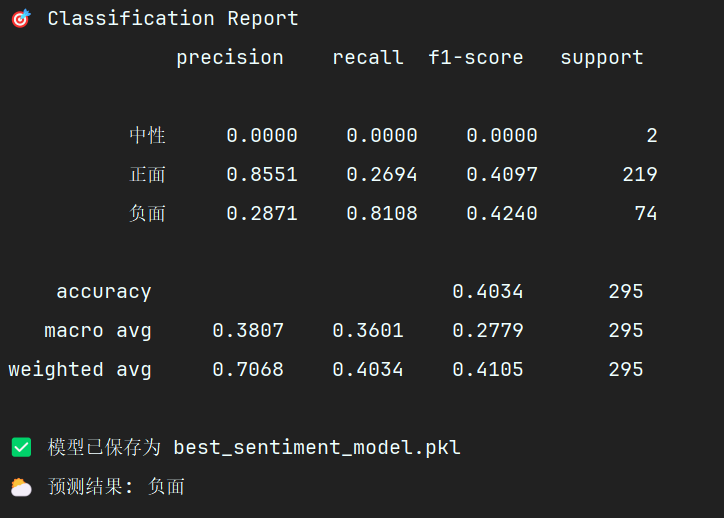 🎯 Classification Report
precision recall f1-score support
中性 0.0000 0.0000 0.0000 2
正面 0.8551 0.2694 0.4097 219
负面 0.2871 0.8108 0.4240 74
accuracy 0.4034 295
macro avg 0.3807 0.3601 0.2779 295
weighted avg 0.7068 0.4034 0.4105 295
✅ 模型已保存为 best_sentiment_model.pkl
🌥 预测结果: 负面